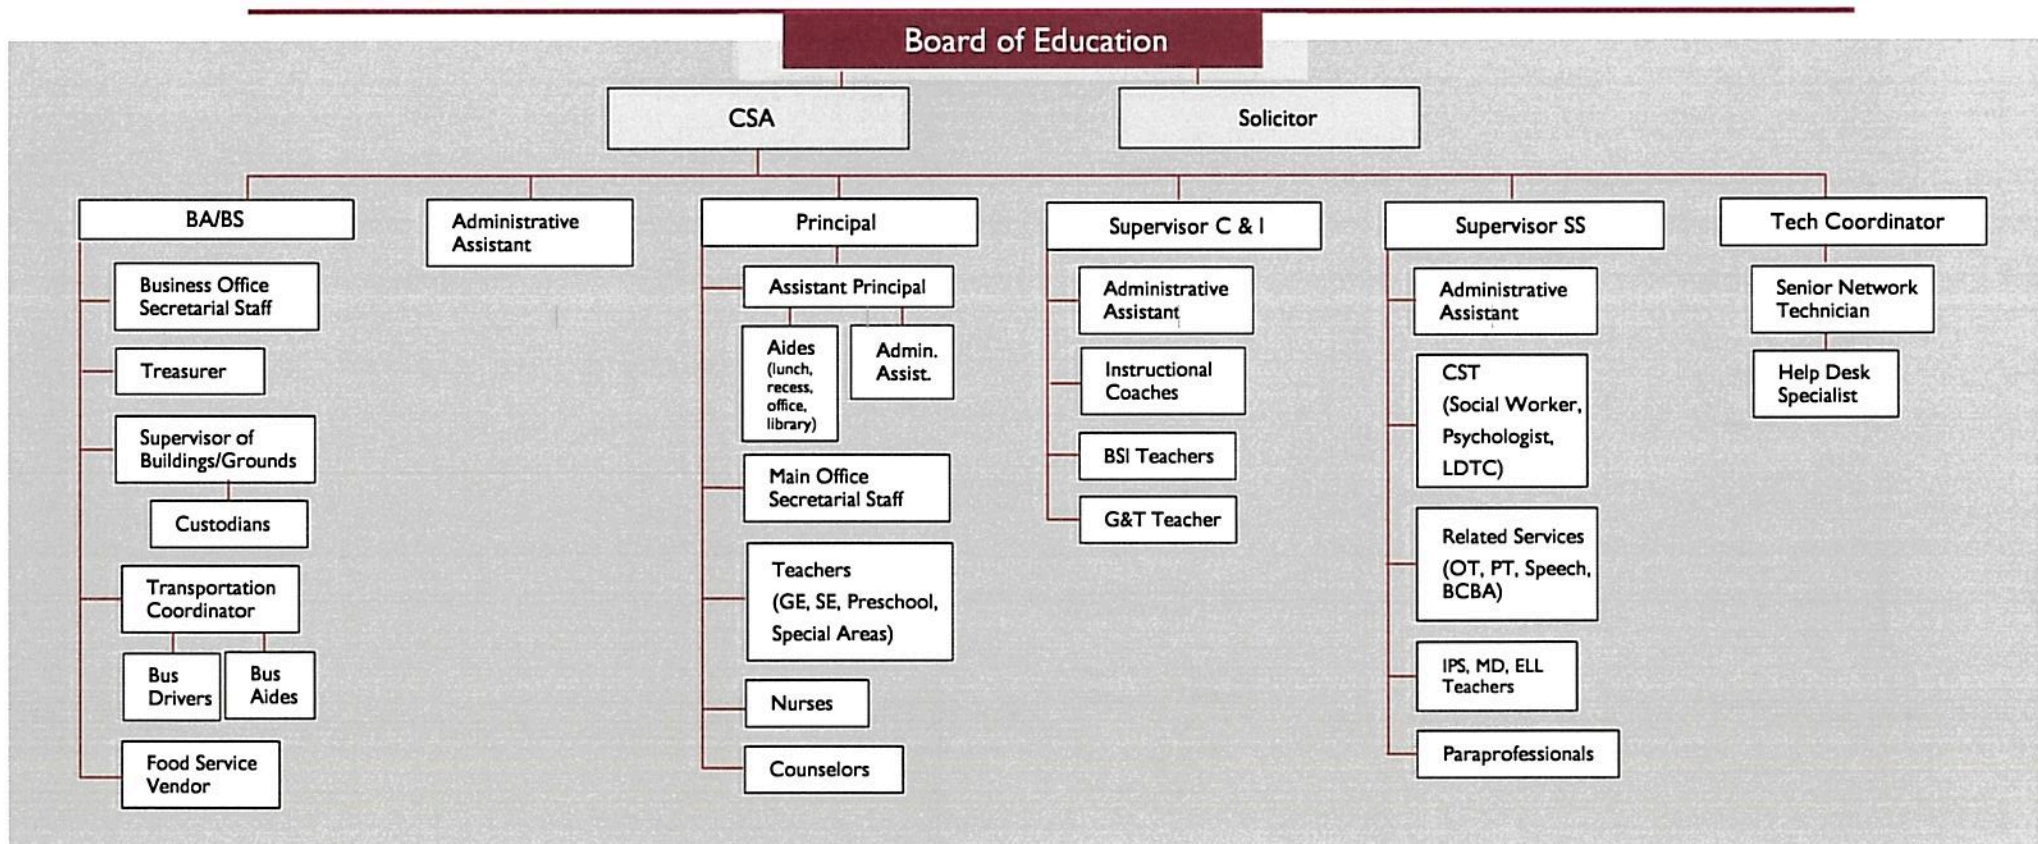 Board of Education
CSA
Solicitor
BA/BS
Business Office
Secretarial Staff
Treasurer
Supervisor of
Buildings/Grounds
Custodians
Transportation
Coordinator
Bus
Drivers
Bus
Aides
Food Service
Vendor
Administrative
Assistant
Principal
Assistant Principal
Aides
(lunch,
recess,
office,
library)
Admin.
Assist.
Main Office
Secretarial Staff
Teachers
(GE, SE, Preschool,
Special Areas)
Nurses
Counselors
Supervisor C & I
Administrative
Assistant
Instructional
Coaches
BSI Teachers
G&T Teacher
Supervisor SS
Administrative
Assistant
CST
(Social Worker,
Psychologist,
LDTC)
Related Services
(OT, PT, Speech,
BCBA)
IPS, MD, ELL
Teachers
Paraprofessionals
Tech Coordinator
Senior Network
Technician
Help Desk
Specialist